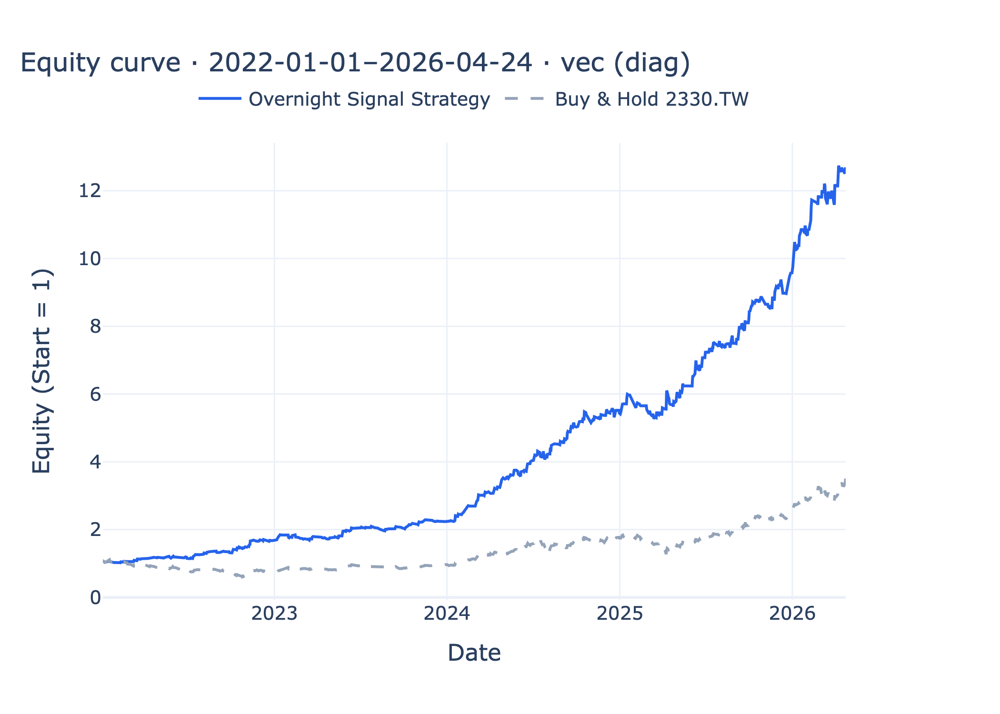 Equity curve · 2022-01-01–2026-04-24 · vec (diag)
Overnight Signal Strategy
Buy & Hold 2330.TW
Equity (Start = 1)
12
10
8
6
4
2
0
2023
2024
2025
2026
Date